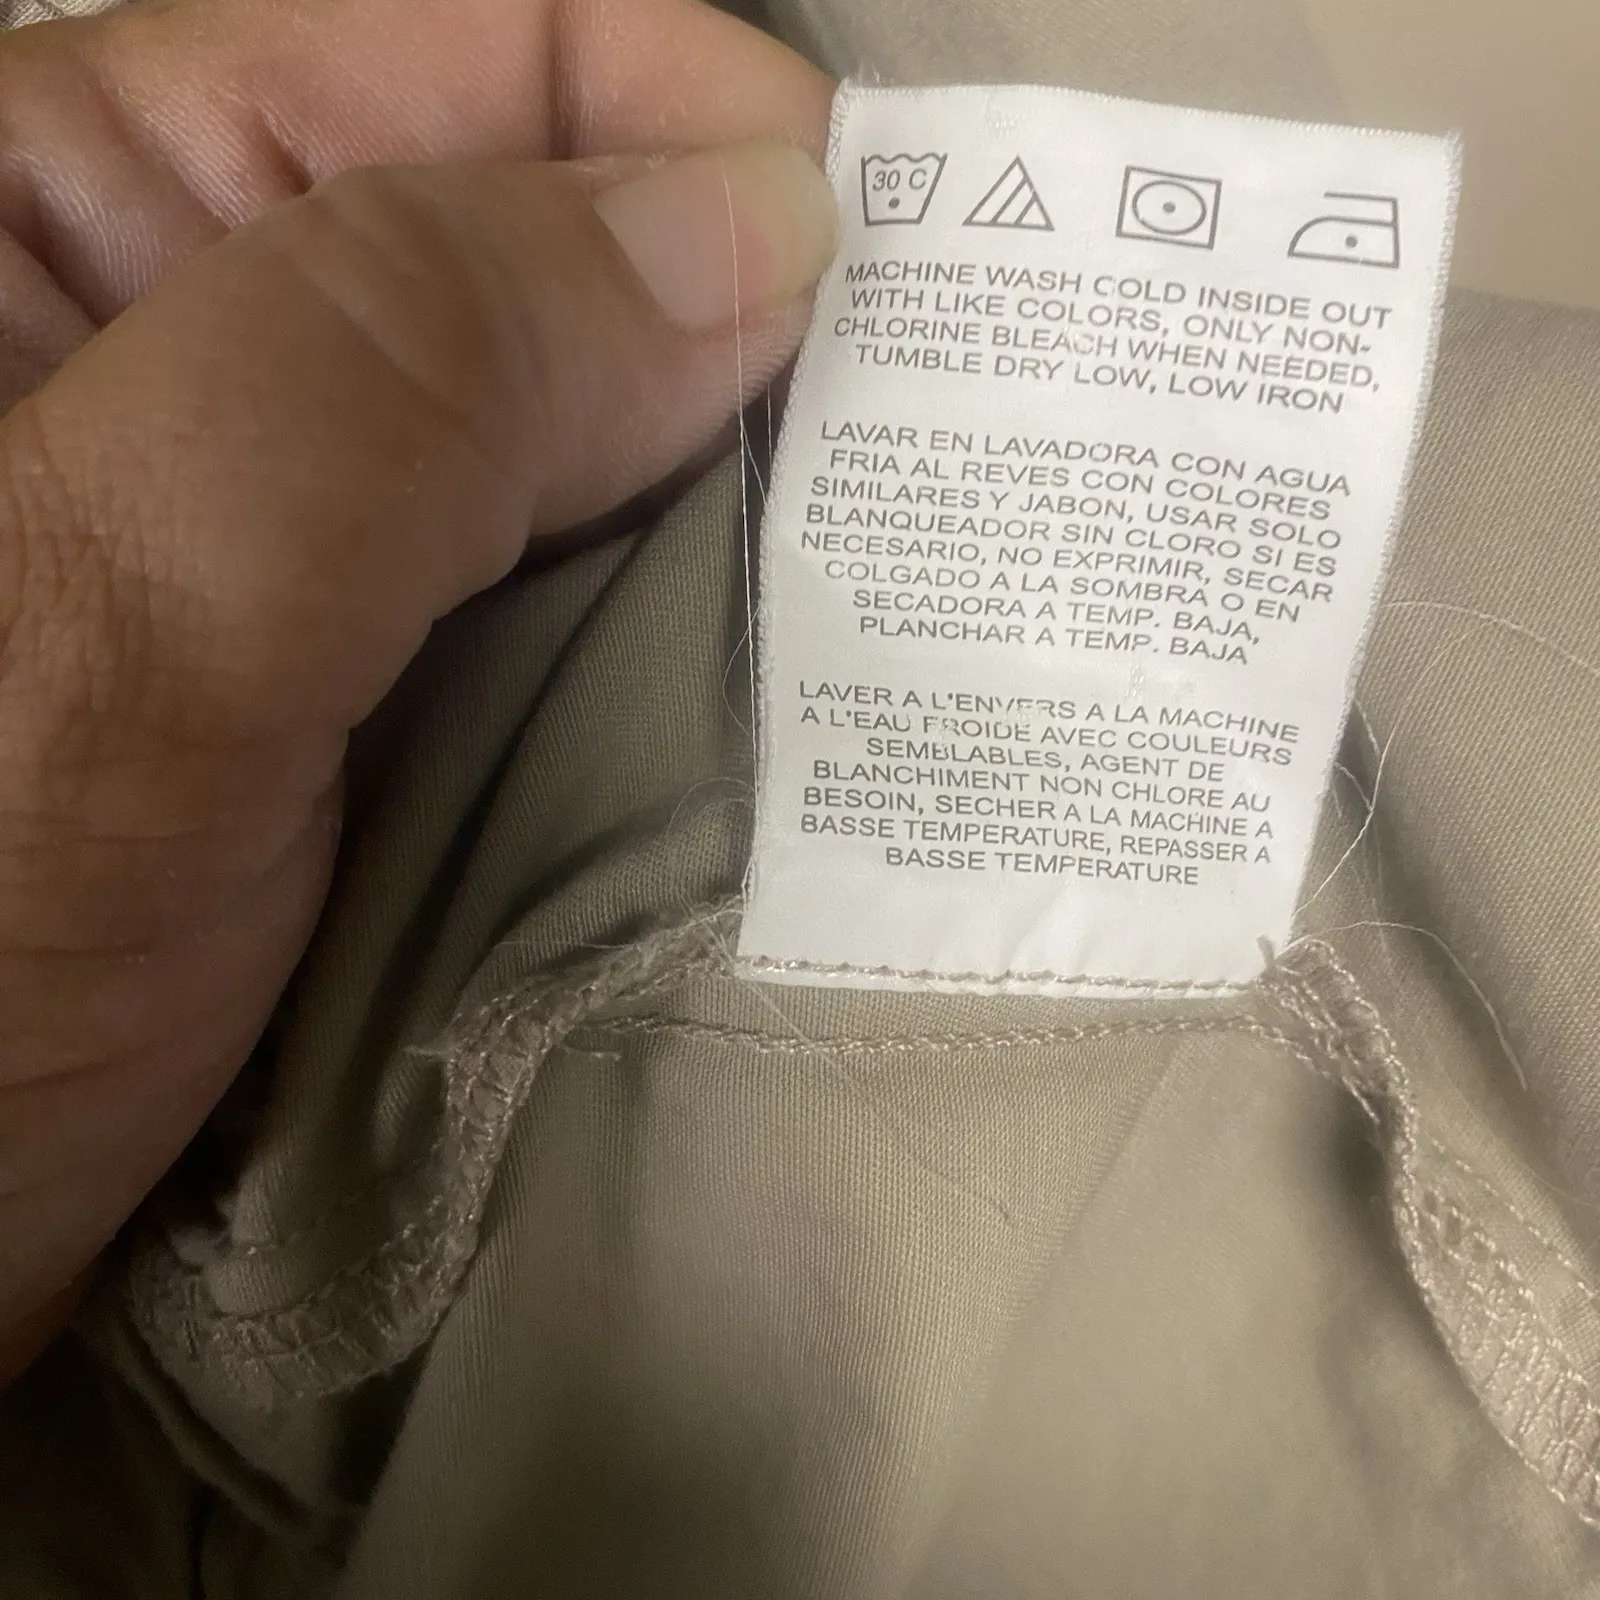 30 C
MACHINE WASH COLD INSIDE OUT
WITH LIKE COLORS, ONLY NON-
CHLORINE BLEACH WHEN NEEDED,
TUMBLE DRY LOW, LOW IRON
LAVAR EN LAVADORA CON AGUA
FRIA AL REVES CON COLORES
SIMILARES Y JABON, USAR SOLO
BLANQUEADOR SIN CLORO SI ES
NECESARIO, NO EXPRIMIR, SECAR
COLGADO A LA SOMBRA O EN
SECADORA A TEMP. BAJA,
PLANCHAR A TEMP. BAJA
LAVER A L'ENVERS A LA MACHINE
A L'EAU FROIDE AVEC COULEURS
SEMBLABLES, AGENT DE
BLANCHIMENT NON CHLORE AU
BESOIN, SECHER A LA MACHINE A
BASSE TEMPERATURE, REPASSER A
BASSE TEMPERATURE